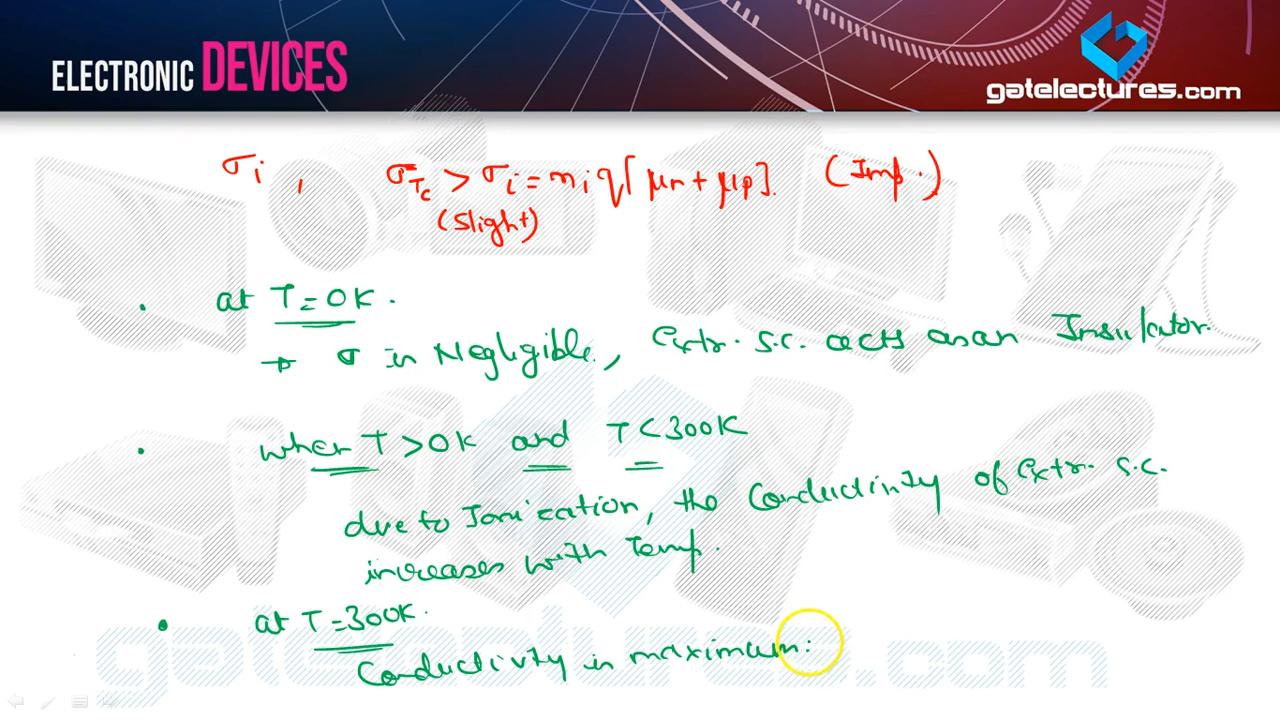 ELECTRONIC DEVICES
gatelectures.com
σi , σTc > σi = ni q[ μn + μp ]. (Imp.)
(Slight)
. at T = 0K.
→ σ is Negligible, Extr. s.c. acts as an Insulator.
. when T > 0K and T < 300K
due to Ionization, the Conductivity of Extr. s.c.
increases with Temp.
• at T = 300K.
Conductivity is maximum:
gatelectures.com